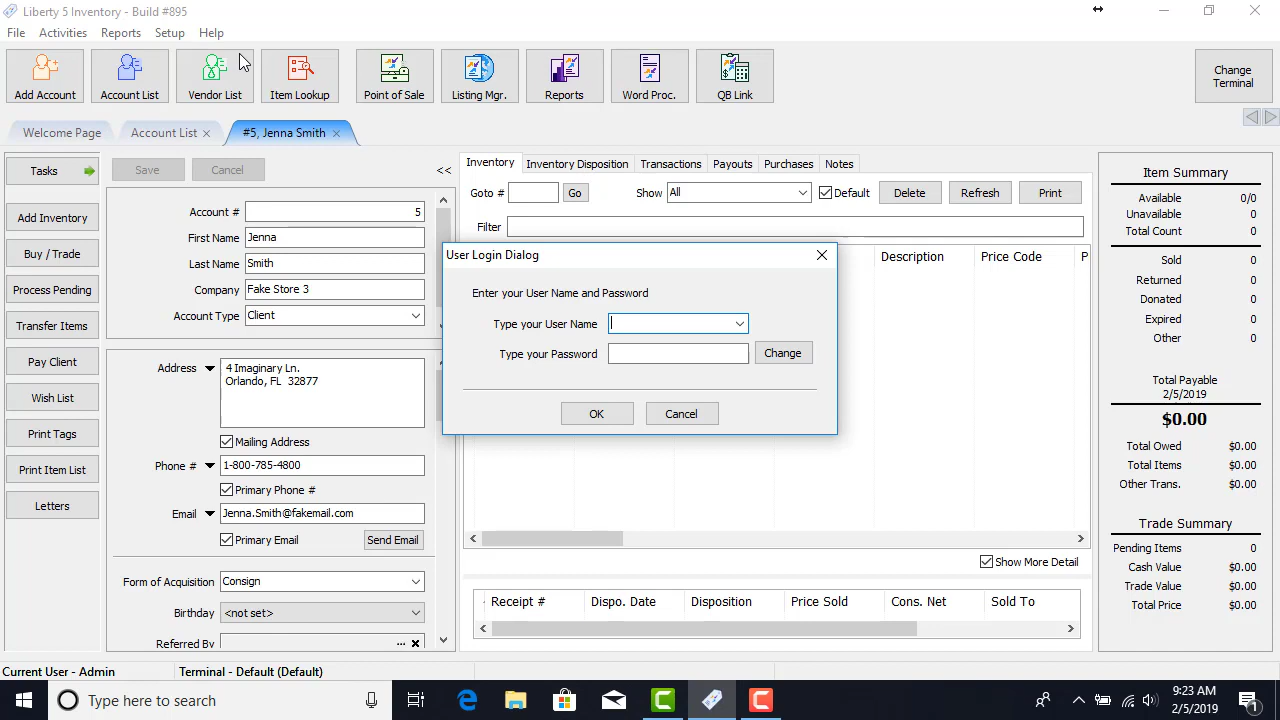 Liberty 5 Inventory - Build #895
File Activities Reports Setup Help
Add Account Account List Vendor List Item Lookup Point of Sale Listing Mgr. Reports Word Proc. QB Link Change Terminal
Welcome Page Account List #5, Jenna Smith
Tasks
Add Inventory
Buy / Trade
Process Pending
Transfer Items
Pay Client
Wish List
Print Tags
Print Item List
Letters
Save Cancel <<
Account # 5
First Name Jenna
Last Name Smith
Company Fake Store 3
Account Type Client
Address 4 Imaginary Ln.
Orlando, FL 32877
Mailing Address
Phone # 1-800-785-4800
Primary Phone #
Email Jenna.Smith@fakemail.com
Primary Email Send Email
Form of Acquisition Consign
Birthday <not set>
Referred By ...
Inventory Inventory Disposition Transactions Payouts Purchases Notes
Goto # Go Show All Default Delete Refresh Print
Filter
Description Price Code P
User Login Dialog
Enter your User Name and Password
Type your User Name
Type your Password Change
OK Cancel
Show More Detail
Receipt # Dispo. Date Disposition Price Sold Cons. Net Sold To
Item Summary
Available 0/0
Unavailable 0
Total Count 0
Sold 0
Returned 0
Donated 0
Expired 0
Other 0
Total Payable
2/5/2019
$0.00
Total Owed $0.00
Total Items $0.00
Other Trans. $0.00
Trade Summary
Pending Items 0
Cash Value $0.00
Trade Value $0.00
Total Price $0.00
Current User - Admin Terminal - Default (Default)
Type here to search
9:23 AM
2/5/2019
1